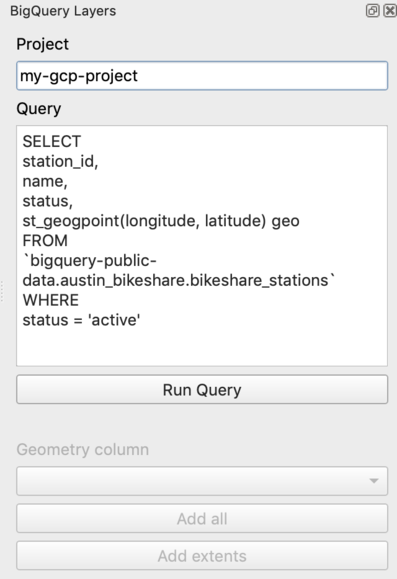 BigQuery Layers
Project
my-gcp-project
Query
SELECT
station_id,
name,
status,
st_geogpoint(longitude, latitude) geo
FROM
`bigquery-public-
data.austin_bikeshare.bikeshare_stations`
WHERE
status = 'active'
Run Query
Geometry column
Add all
Add extents